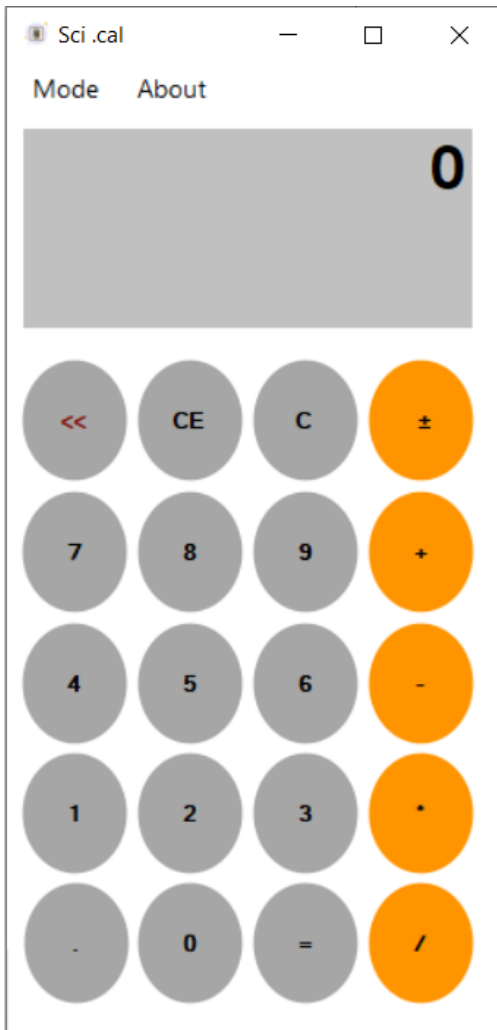 Sci .cal
Mode About
0
<< CE C ±
7 8 9 +
4 5 6 -
1 2 3 *
. 0 = /